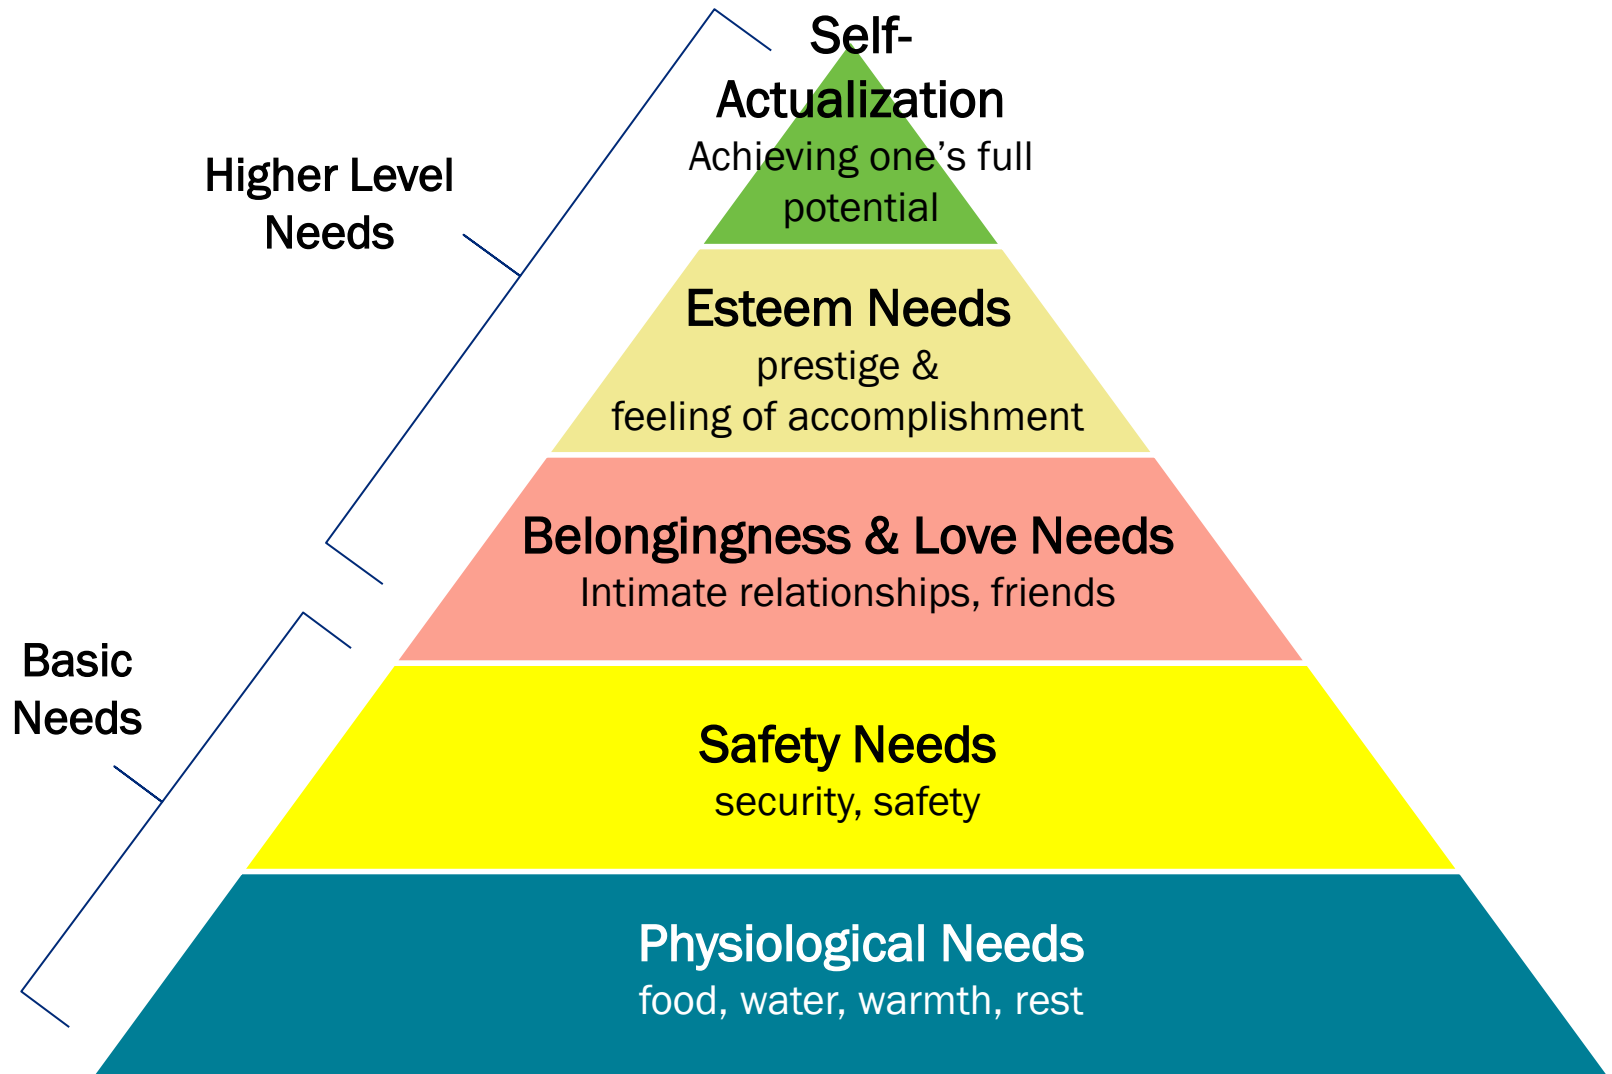 Self-
Actualization
Achieving one’s full
potential
Higher Level
Needs
Esteem Needs
prestige &
feeling of accomplishment
Belongingness & Love Needs
Intimate relationships, friends
Basic
Needs
Safety Needs
security, safety
Physiological Needs
food, water, warmth, rest